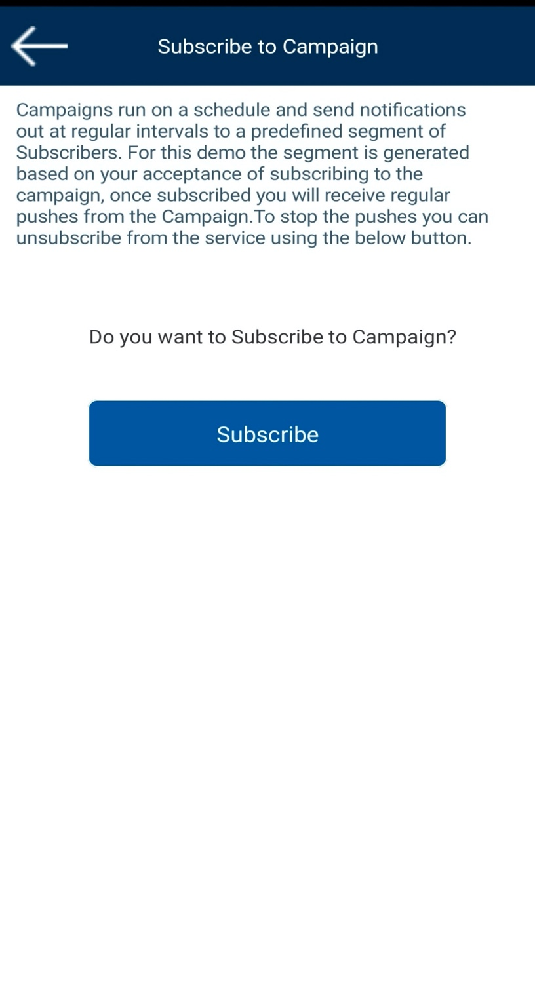 Subscribe to Campaign
Campaigns run on a schedule and send notifications
out at regular intervals to a predefined segment of
Subscribers. For this demo the segment is generated
based on your acceptance of subscribing to the
campaign, once subscribed you will receive regular
pushes from the Campaign.To stop the pushes you can
unsubscribe from the service using the below button.
Do you want to Subscribe to Campaign?
Subscribe